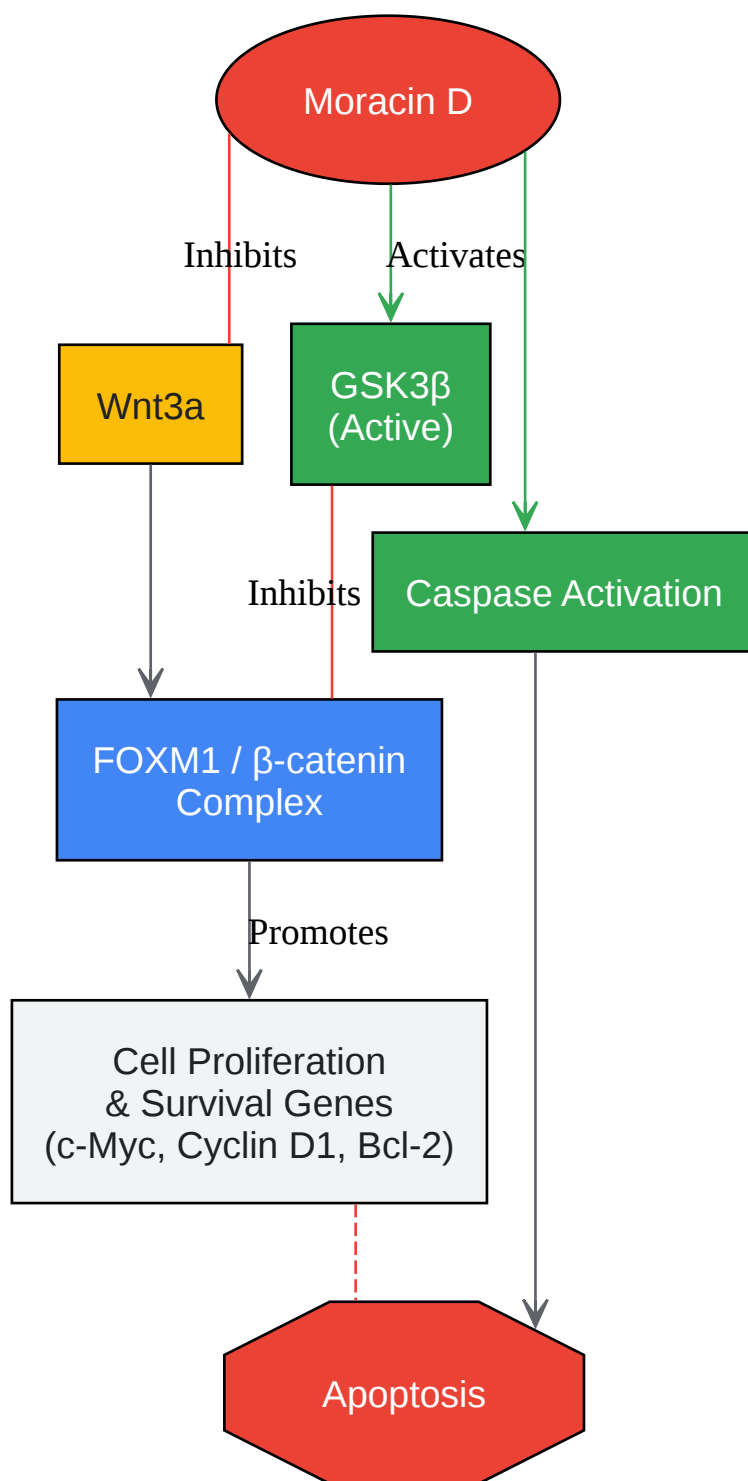 Moracin D
Inhibits
Activates
Wnt3a
GSK3β
(Active)
Inhibits
Caspase Activation
FOXM1 / β-catenin
Complex
Promotes
Cell Proliferation
& Survival Genes
(c-Myc, Cyclin D1, Bcl-2)
Apoptosis